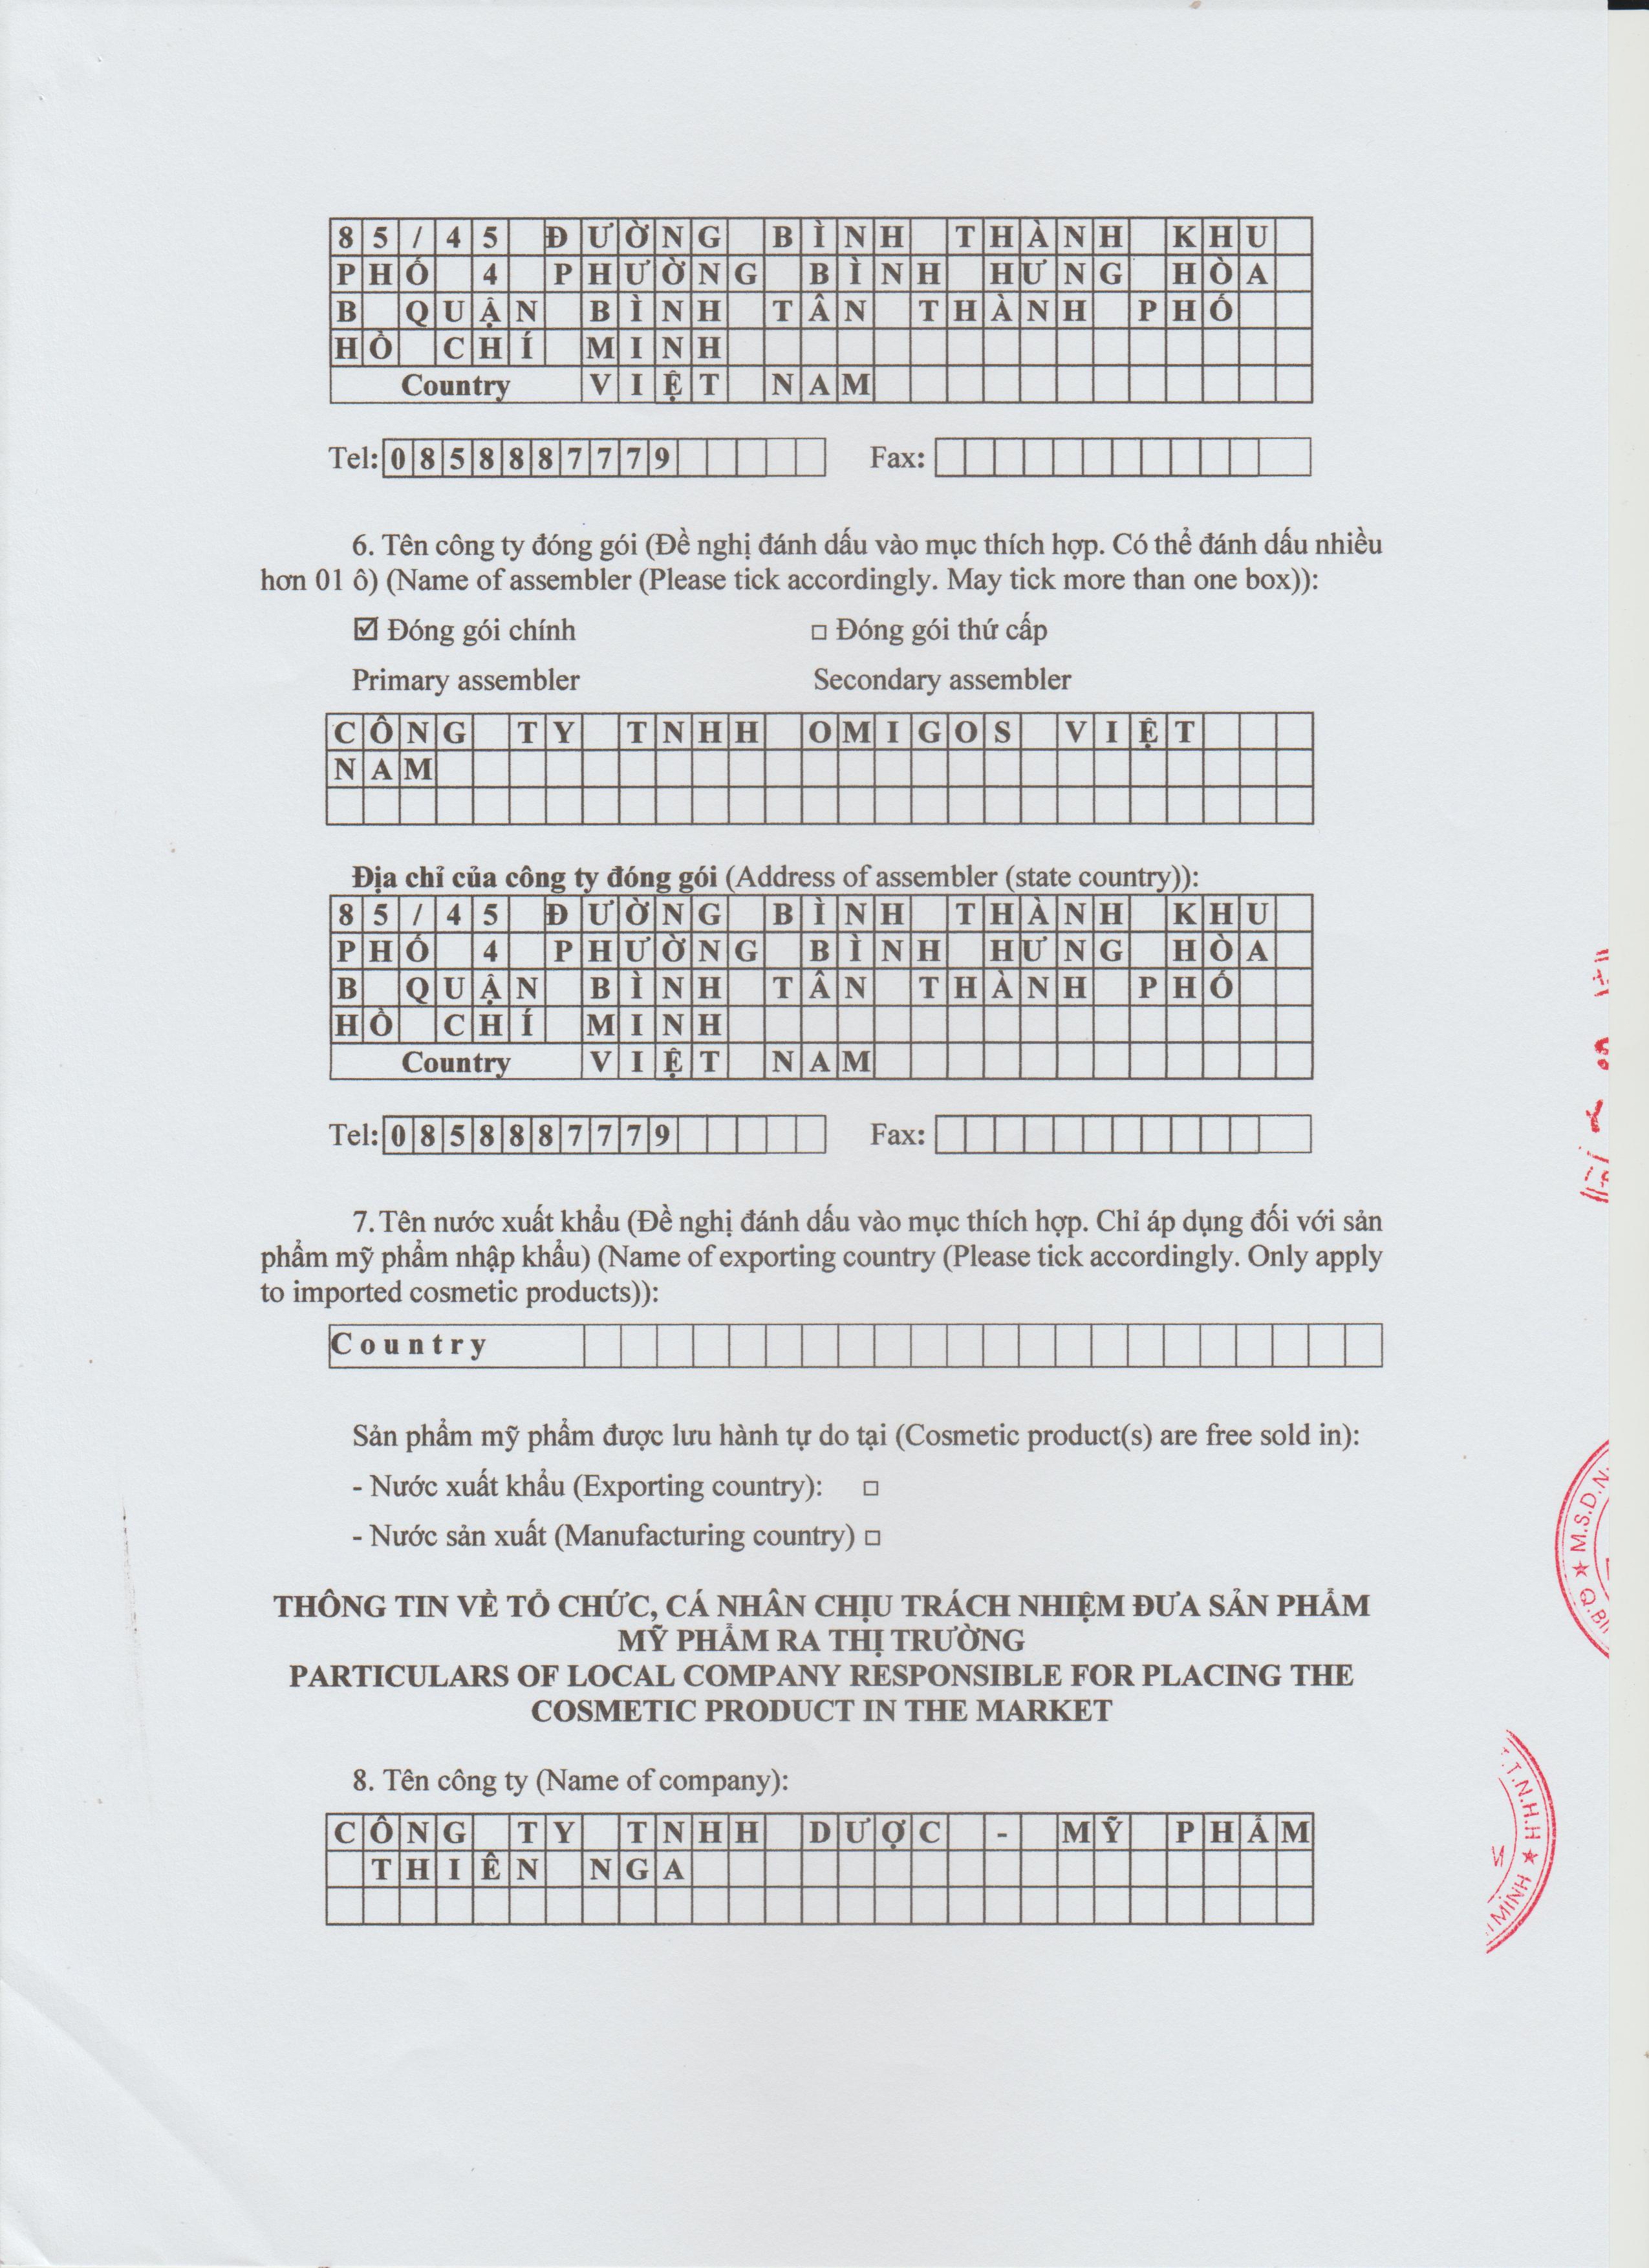 85/45 ĐƯỜNG BÌNH THÀNH KHU
PHỐ 4 PHƯỜNG BÌNH HƯNG HÒA
B QUẬN BÌNH TÂN THÀNH PHỐ
HỒ CHÍ MINH
Country VIỆT NAM
Tel: 0858887779 Fax:
6. Tên công ty đóng gói (Đề nghị đánh dấu vào mục thích hợp. Có thể đánh dấu nhiều
hơn 01 ô) (Name of assembler (Please tick accordingly. May tick more than one box)):
☑ Đóng gói chính □ Đóng gói thứ cấp
Primary assembler Secondary assembler
CÔNG TY TNHH OMIGOS VIỆT
NAM
Địa chỉ của công ty đóng gói (Address of assembler (state country)):
85/45 ĐƯỜNG BÌNH THÀNH KHU
PHỐ 4 PHƯỜNG BÌNH HƯNG HÒA
B QUẬN BÌNH TÂN THÀNH PHỐ
HỒ CHÍ MINH
Country VIỆT NAM
Tel: 0858887779 Fax:
7. Tên nước xuất khẩu (Đề nghị đánh dấu vào mục thích hợp. Chỉ áp dụng đối với sản
phẩm mỹ phẩm nhập khẩu) (Name of exporting country (Please tick accordingly. Only apply
to imported cosmetic products)):
Country
Sản phẩm mỹ phẩm được lưu hành tự do tại (Cosmetic product(s) are free sold in):
- Nước xuất khẩu (Exporting country): □
- Nước sản xuất (Manufacturing country) □
M.S.D.N
Q.BÌ
THÔNG TIN VỀ TỔ CHỨC, CÁ NHÂN CHỊU TRÁCH NHIỆM ĐƯA SẢN PHẨM
MỸ PHẨM RA THỊ TRƯỜNG
PARTICULARS OF LOCAL COMPANY RESPONSIBLE FOR PLACING THE
COSMETIC PRODUCT IN THE MARKET
8. Tên công ty (Name of company):
CÔNG TY TNHH DƯỢC - MỸ PHẨM
THIÊN NGA
T.N.H.H
MINH